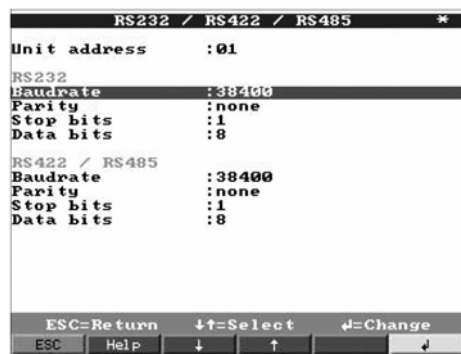 RS232 / RS422 / RS485 *
Unit address :01
RS232
Baudrate :38400
Parity :none
Stop bits :1
Data bits :8
RS422 / RS485
Baudrate :38400
Parity :none
Stop bits :1
Data bits :8
ESC=Return ↓↑=Select ↲=Change
ESC Help ↓ ↑ ↲